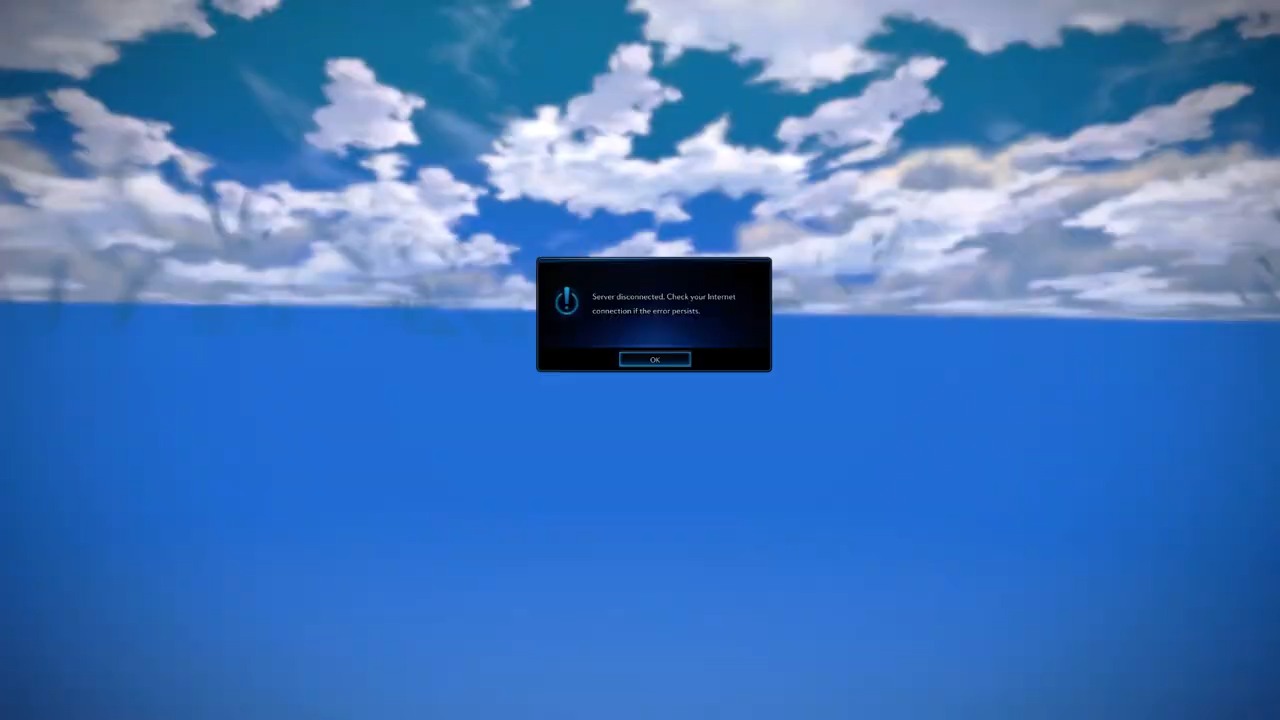 Server disconnected. Check your Internet
connection if the error persists.
OK